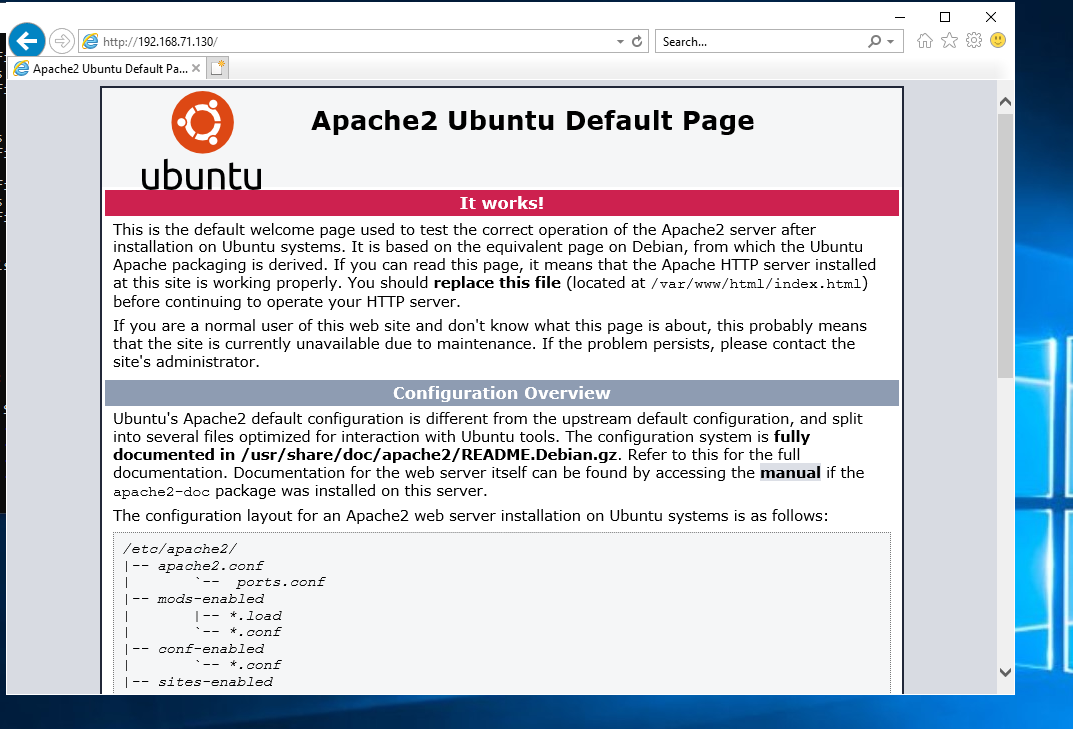 http://192.168.71.130/
Search...
Apache2 Ubuntu Default Pa...
ubuntu
Apache2 Ubuntu Default Page
It works!
This is the default welcome page used to test the correct operation of the Apache2 server after
installation on Ubuntu systems. It is based on the equivalent page on Debian, from which the Ubuntu
Apache packaging is derived. If you can read this page, it means that the Apache HTTP server installed
at this site is working properly. You should replace this file (located at /var/www/html/index.html)
before continuing to operate your HTTP server.
If you are a normal user of this web site and don't know what this page is about, this probably means
that the site is currently unavailable due to maintenance. If the problem persists, please contact the
site's administrator.
Configuration Overview
Ubuntu's Apache2 default configuration is different from the upstream default configuration, and split
into several files optimized for interaction with Ubuntu tools. The configuration system is fully
documented in /usr/share/doc/apache2/README.Debian.gz. Refer to this for the full
documentation. Documentation for the web server itself can be found by accessing the manual if the
apache2-doc package was installed on this server.
The configuration layout for an Apache2 web server installation on Ubuntu systems is as follows:
/etc/apache2/
|-- apache2.conf
|       `--  ports.conf
|-- mods-enabled
|       |-- *.load
|       `-- *.conf
|-- conf-enabled
|       `-- *.conf
|-- sites-enabled